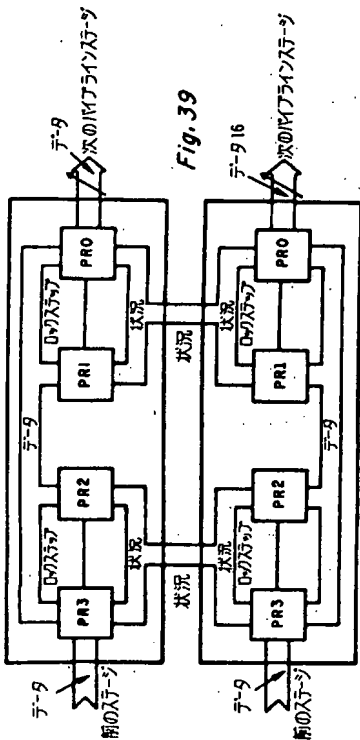 Fig. 39
データ
次のパイプラインステージ
PR0
PR1
PR2
PR3
ロックステップ
ロックステップ
状況
状況
データ
データ
前のステージ
状況
状況
データ16
次のパイプラインステージ
PR0
PR1
PR2
PR3
ロックステップ
ロックステップ
状況
状況
データ
データ
前のステージ